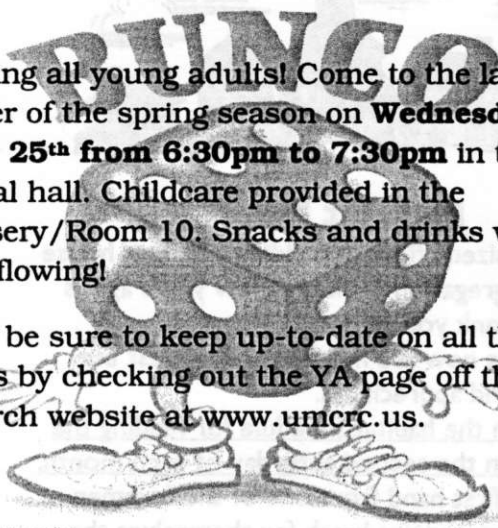 BUNCO
ing all young adults! Come to the la
er of the spring season on Wednesd
25th from 6:30pm to 7:30pm in t
al hall. Childcare provided in the
sery/Room 10. Snacks and drinks w
flowing!
be sure to keep up-to-date on all t
s by checking out the YA page off th
rch website at www.umcrc.us.